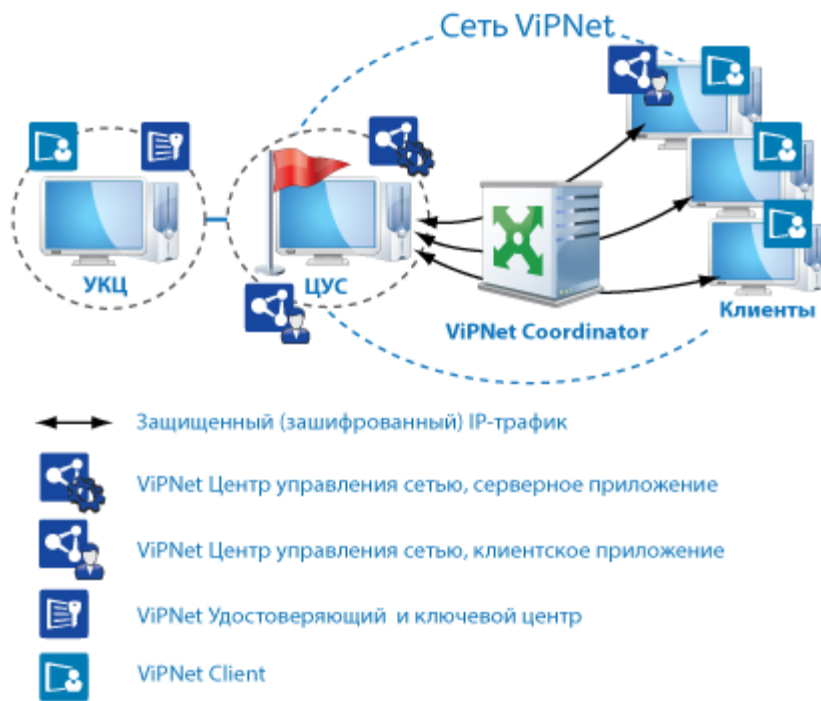 Сеть ViPNet
УКЦ
ЦУС
ViPNet Coordinator
Клиенты
Защищенный (зашифрованный) IP-трафик
ViPNet Центр управления сетью, серверное приложение
ViPNet Центр управления сетью, клиентское приложение
ViPNet Удостоверяющий и ключевой центр
ViPNet Client